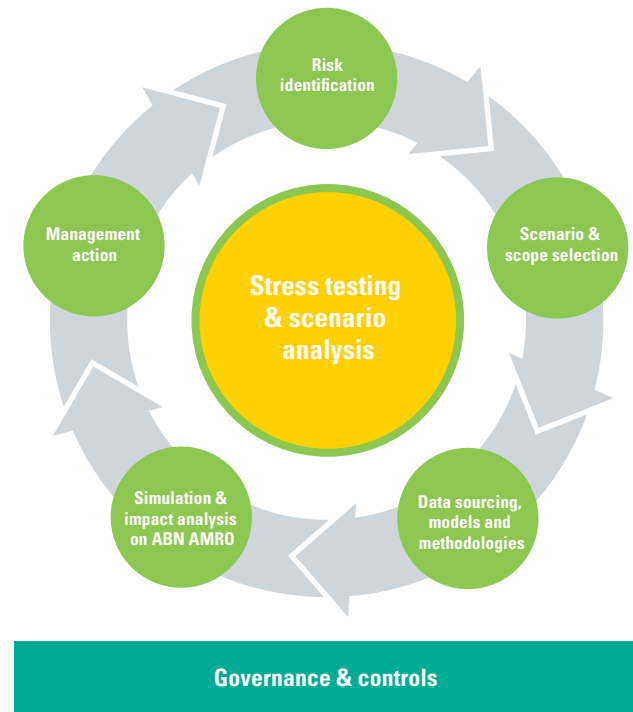 Risk
identification
Scenario &
scope selection
Data sourcing,
models and
methodologies
Simulation &
impact analysis
on ABN AMRO
Management
action
Stress testing
& scenario
analysis
Governance & controls